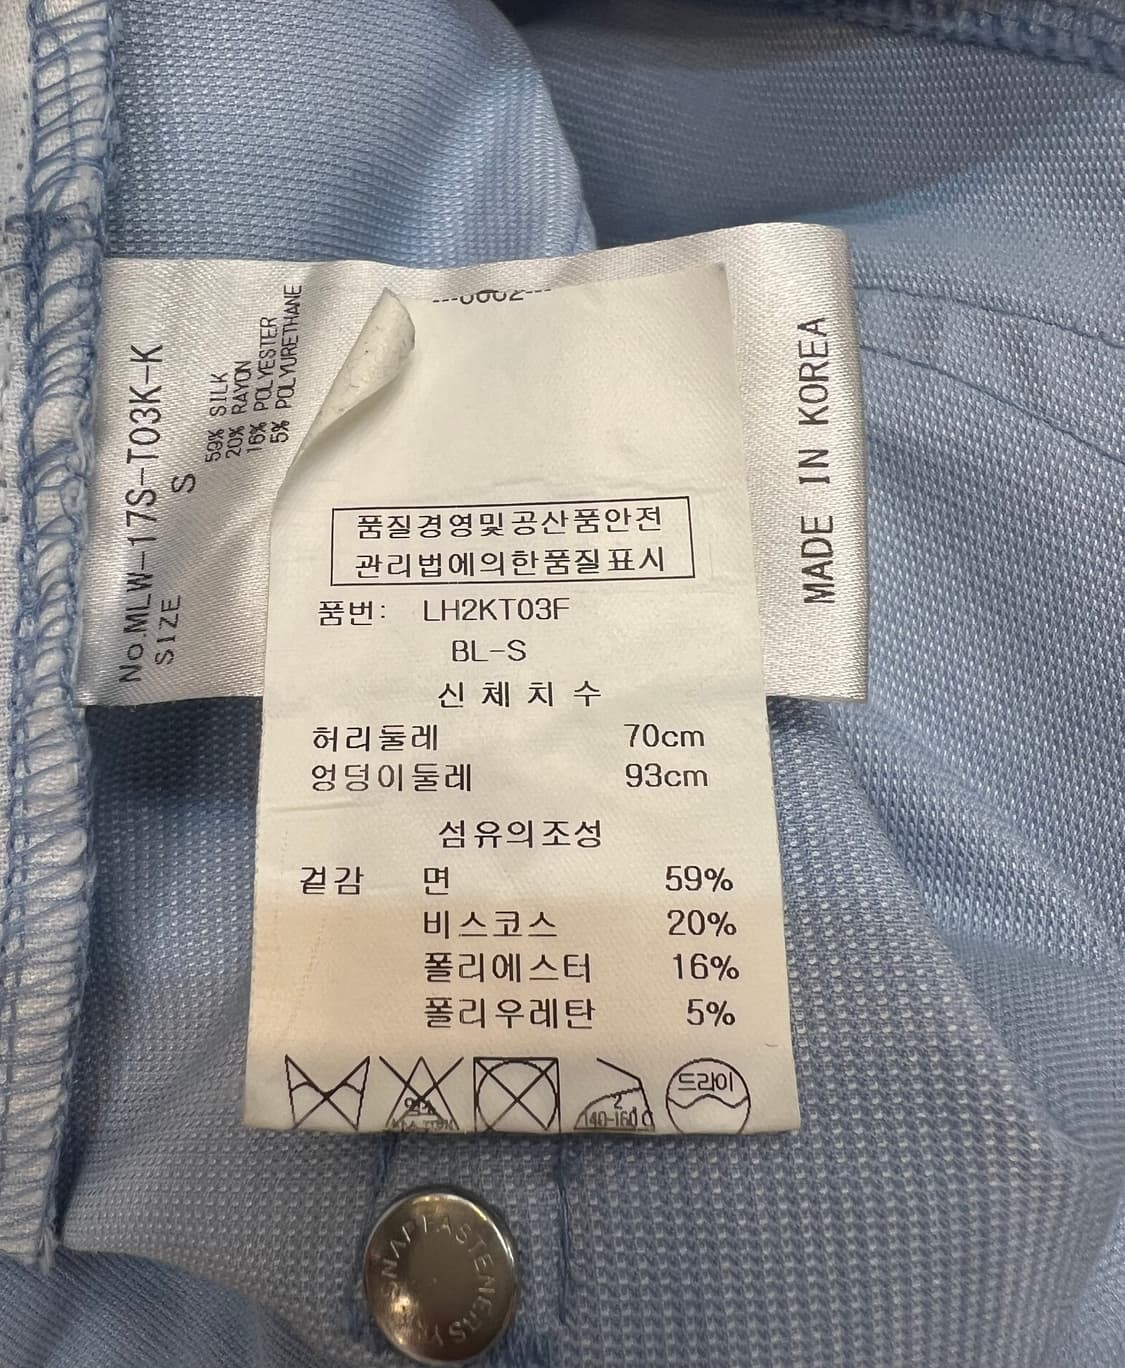 No.MLW-17S-T03K-K
SIZE S
59% SILK
20% RAYON
16% POLYESTER
5% POLYURETHANE
---0002---
품질경영및공산품안전
관리법에의한품질표시
품번: LH2KT03F
BL-S
신 체 치 수
허리둘레 70cm
엉덩이둘레 93cm
섬유의조성
겉감 면 59%
비스코스 20%
폴리에스터 16%
폴리우레탄 5%
2
140-160℃
드라이
MADE IN KOREA
SNAPFASTENERS